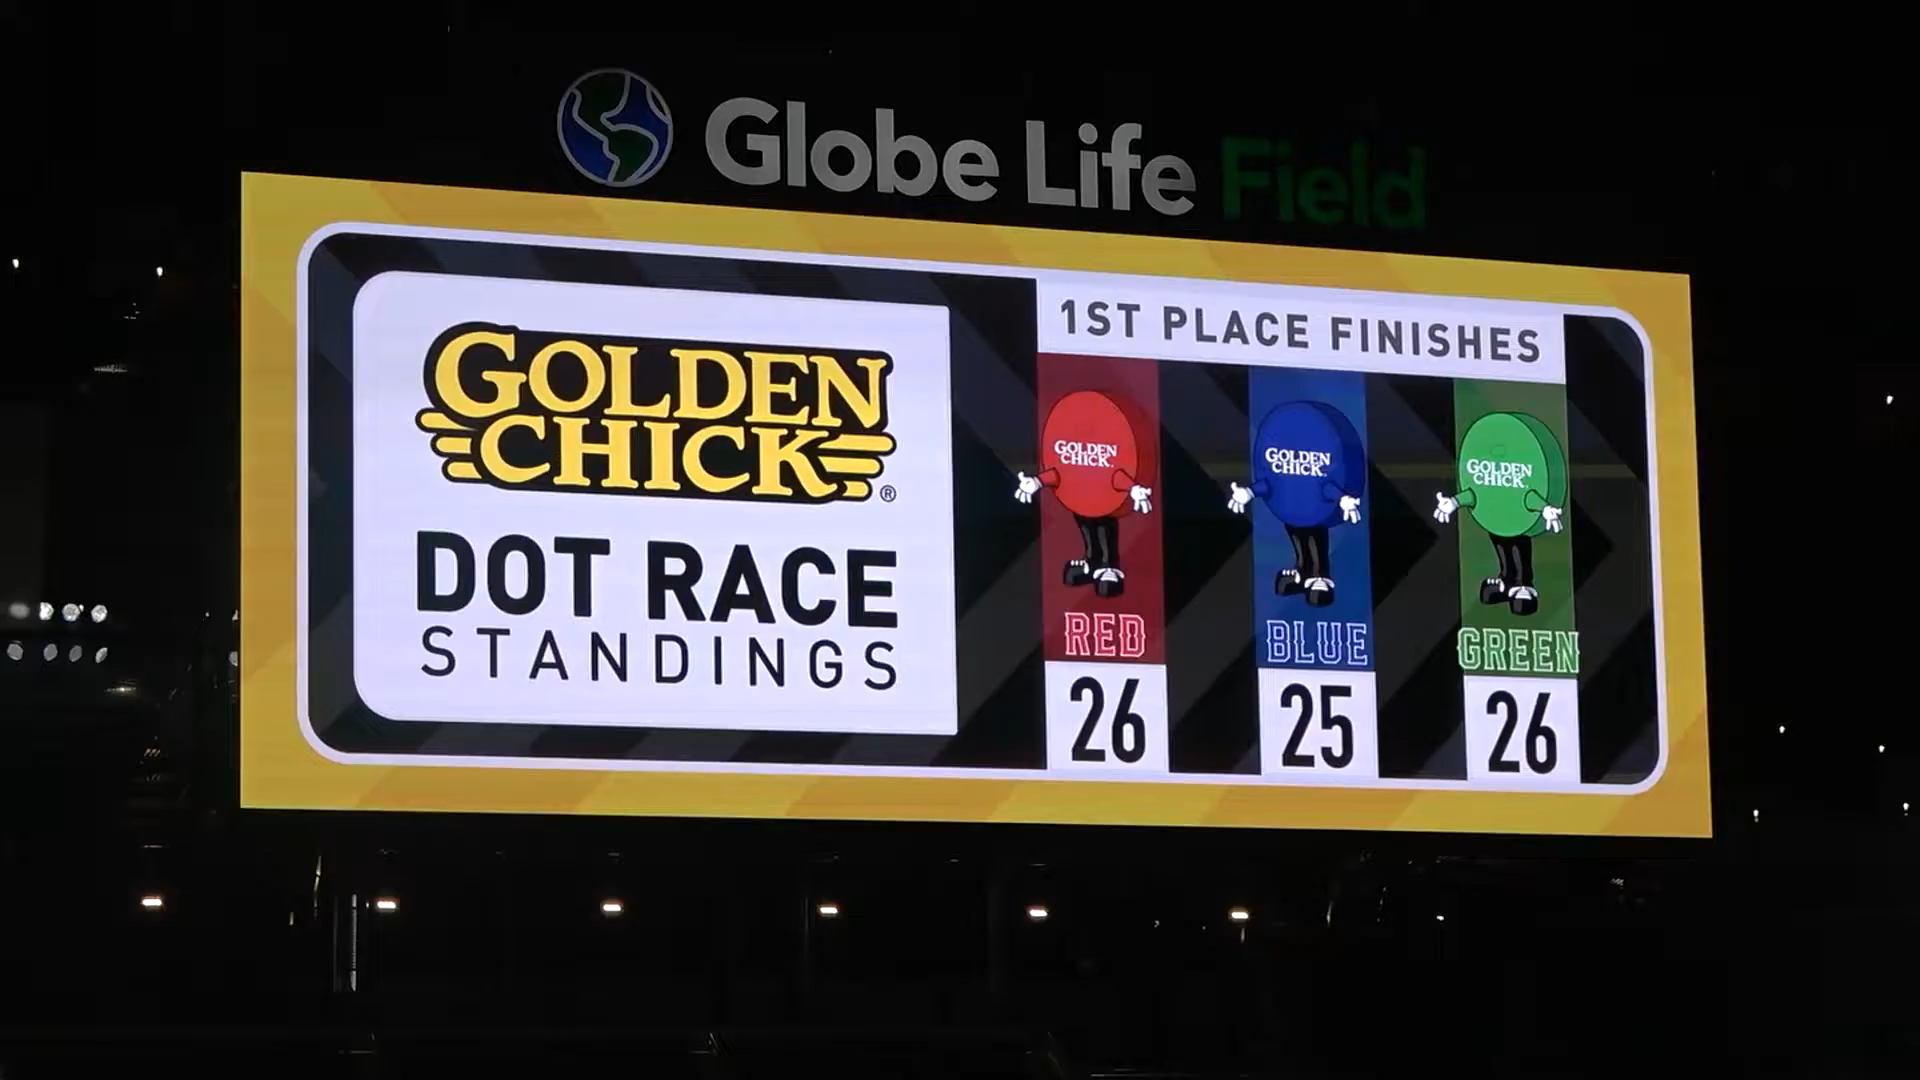 Globe Life Field
GOLDEN
CHICK®
DOT RACE
STANDINGS
1ST PLACE FINISHES
GOLDEN
CHICK
GOLDEN
CHICK
GOLDEN
CHICK
RED
BLUE
GREEN
26
25
26